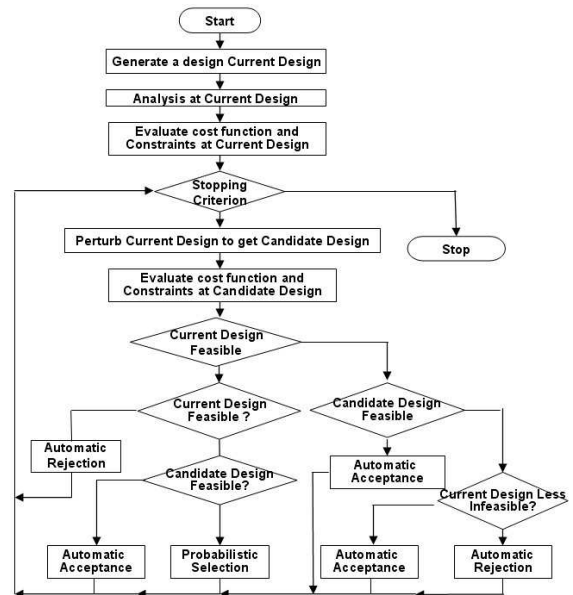 Start
Generate a design Current Design
Analysis at Current Design
Evaluate cost function and
Constraints at Current Design
Stopping
Criterion
Perturb Current Design to get Candidate Design
Stop
Evaluate cost function and
Constraints at Candidate Design
Current Design
Feasible
Current Design
Feasible ?
Candidate Design
Feasible
Automatic
Rejection
Candidate Design
Feasible?
Automatic
Acceptance
Current Design Less
Infeasible?
Automatic
Acceptance
Probabilistic
Selection
Automatic
Acceptance
Automatic
Rejection